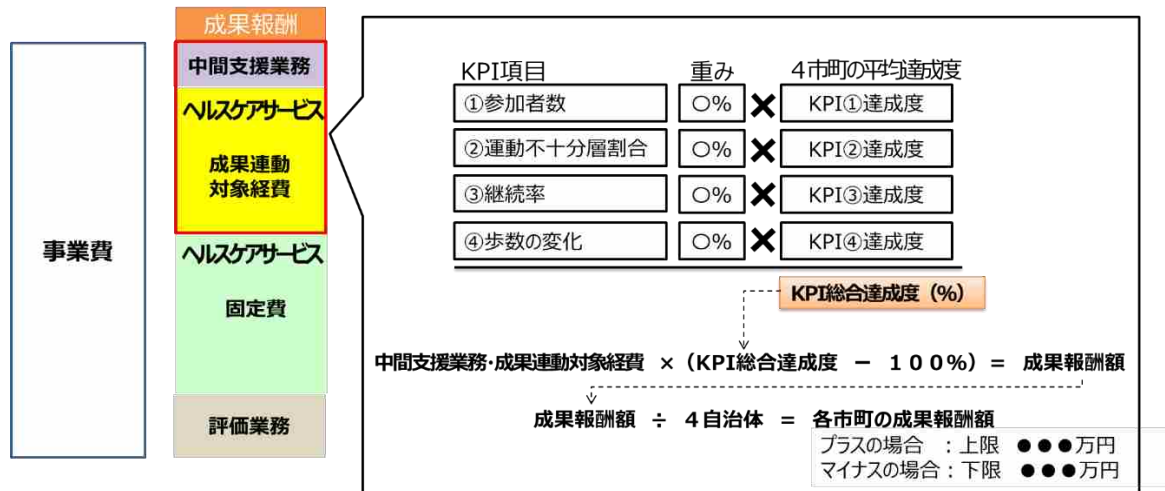 事業費
成果報酬
中間支援業務
ヘルスケアサービス
成果連動
対象経費
ヘルスケアサービス
固定費
評価業務
KPI項目 重み 4市町の平均達成度
①参加者数 〇% × KPI①達成度
②運動不十分層割合 〇% × KPI②達成度
③継続率 〇% × KPI③達成度
④歩数の変化 〇% × KPI④達成度
KPI総合達成度(%)
中間支援業務・成果連動対象経費 ×(KPI総合達成度 - 100%)= 成果報酬額
成果報酬額 ÷ 4自治体 = 各市町の成果報酬額
プラスの場合 :上限 ●●●万円
マイナスの場合:下限 ●●●万円